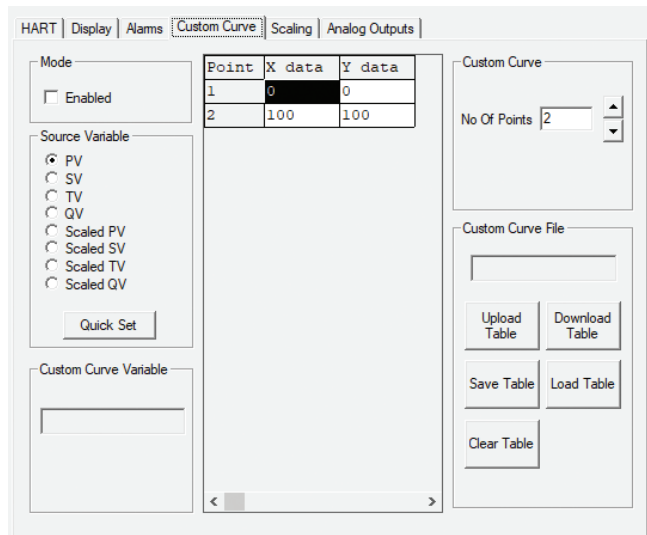 HART Display Alarms Custom Curve Scaling Analog Outputs
Mode
Enabled
Source Variable
PV
SV
TV
QV
Scaled PV
Scaled SV
Scaled TV
Scaled QV
Quick Set
Custom Curve Variable
Point X data Y data
1 0 0
2 100 100
Custom Curve
No Of Points 2
Custom Curve File
Upload
Table
Download
Table
Save Table
Load Table
Clear Table